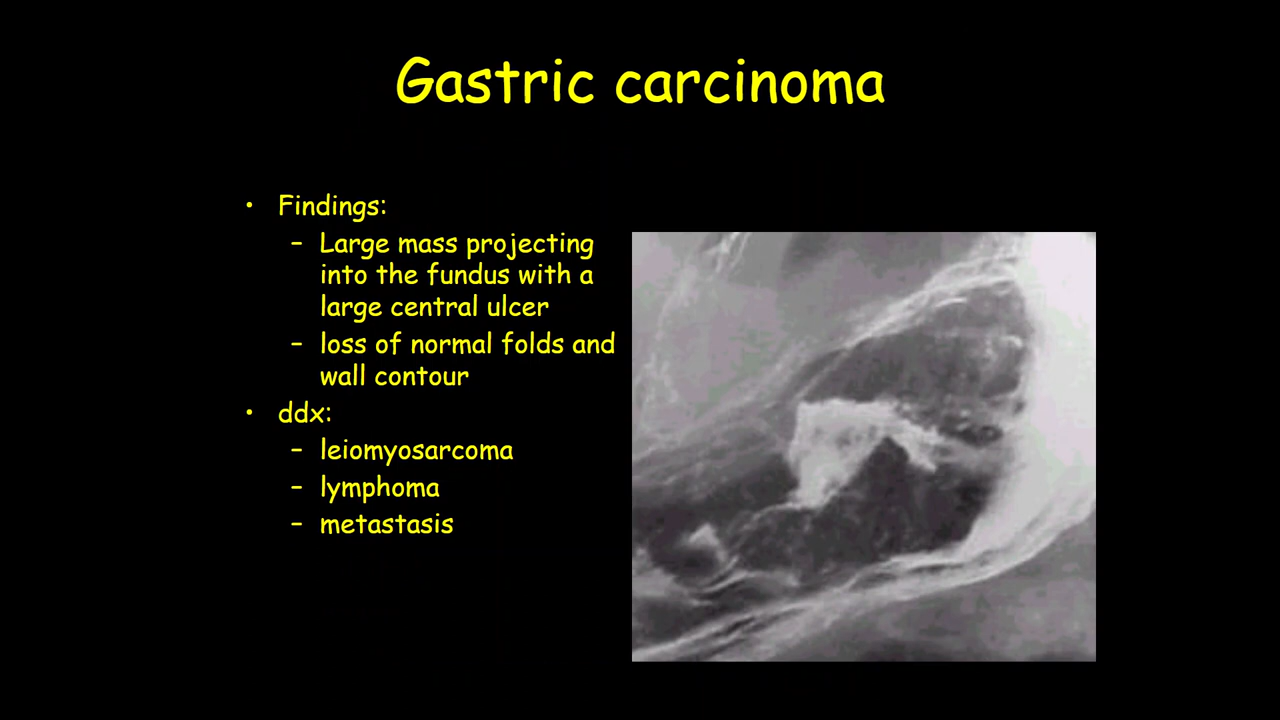 Gastric carcinoma
• Findings:
– Large mass projecting
into the fundus with a
large central ulcer
– loss of normal folds and
wall contour
• ddx:
– leiomyosarcoma
– lymphoma
– metastasis